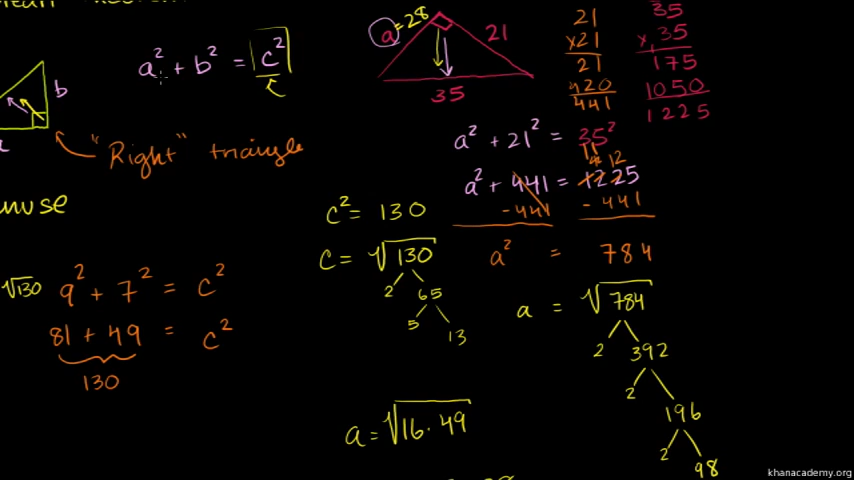 a² + b² = c²
b
"Right" triangle
a = 28
21
35
21
x21
21
420
441
35
x35
175
1050
1225
a² + 21² = 35²
11
12
a² + 441 = 1225
- 441 - 441
a² = 784
a = √784
2 392
2 196
2 98
c² = 130
c = √130
2 65
5 13
√130
9² + 7² = c²
81 + 49 = c²
130
a = √16·49
khanacademy.org